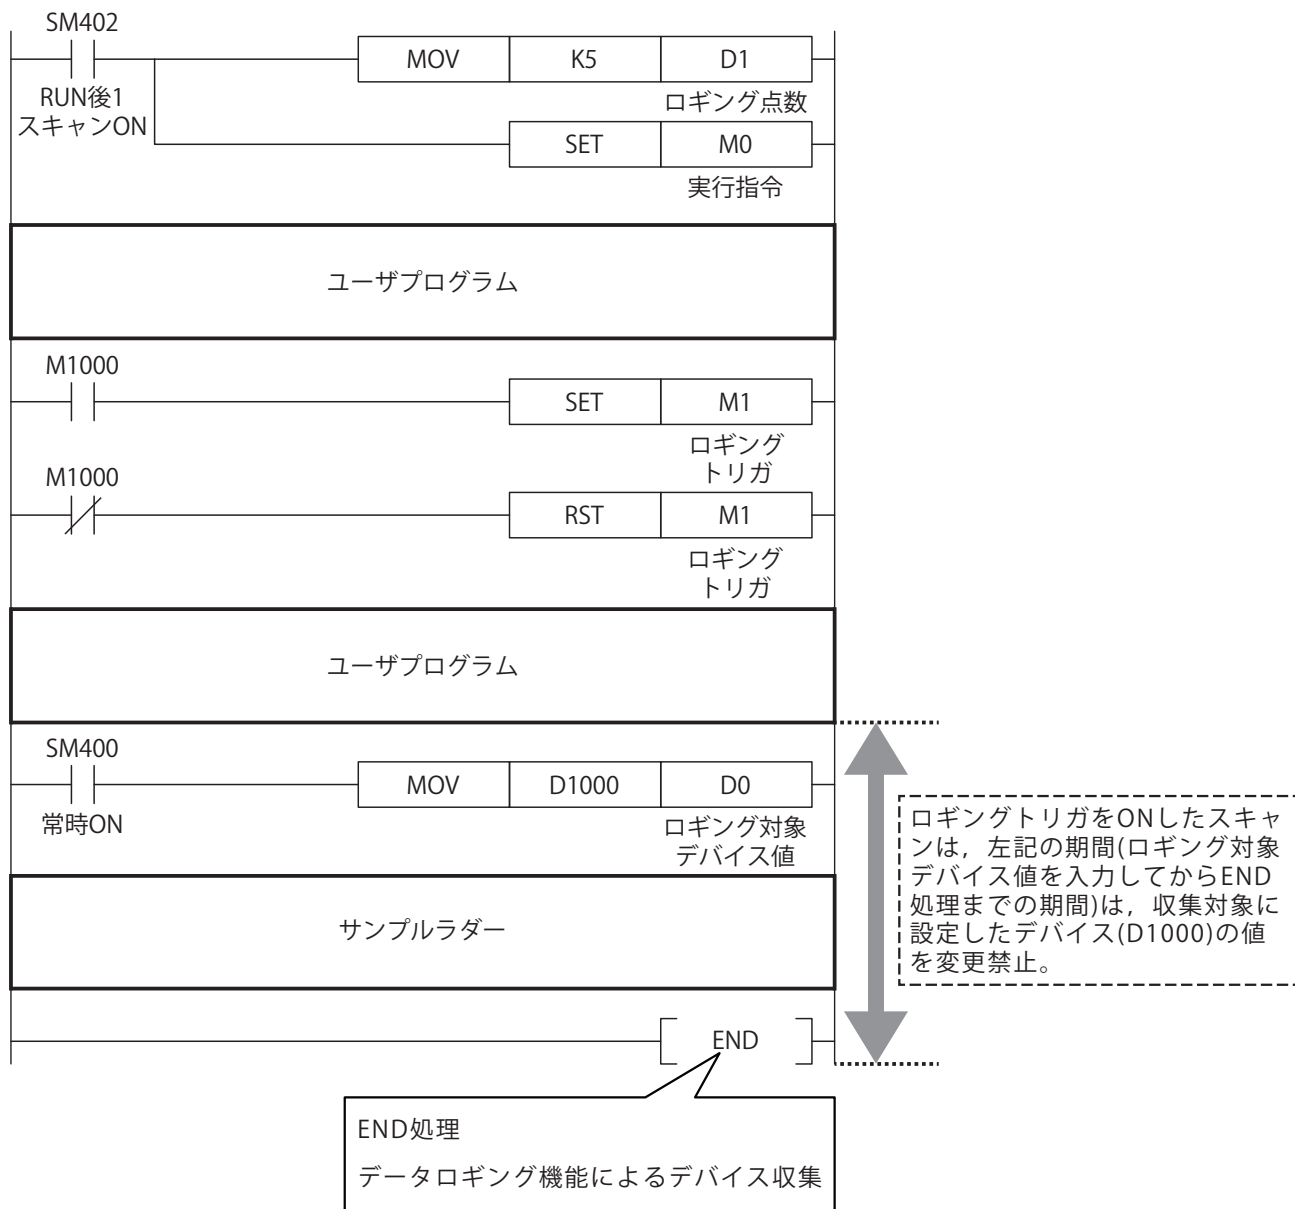 SM402
MOV K5 D1
RUN後1
スキャンON
ロギング点数
SET M0
実行指令
ユーザプログラム
M1000
SET M1
ロギング
トリガ
M1000
RST M1
ロギング
トリガ
ユーザプログラム
SM400
MOV D1000 D0
常時ON
ロギング対象
デバイス値
ロギングトリガをONしたスキャ
ンは，左記の期間(ロギング対象
デバイス値を入力してからEND
処理までの期間)は，収集対象に
設定したデバイス(D1000)の値
を変更禁止。
サンプルラダー
END
END処理
データロギング機能によるデバイス収集